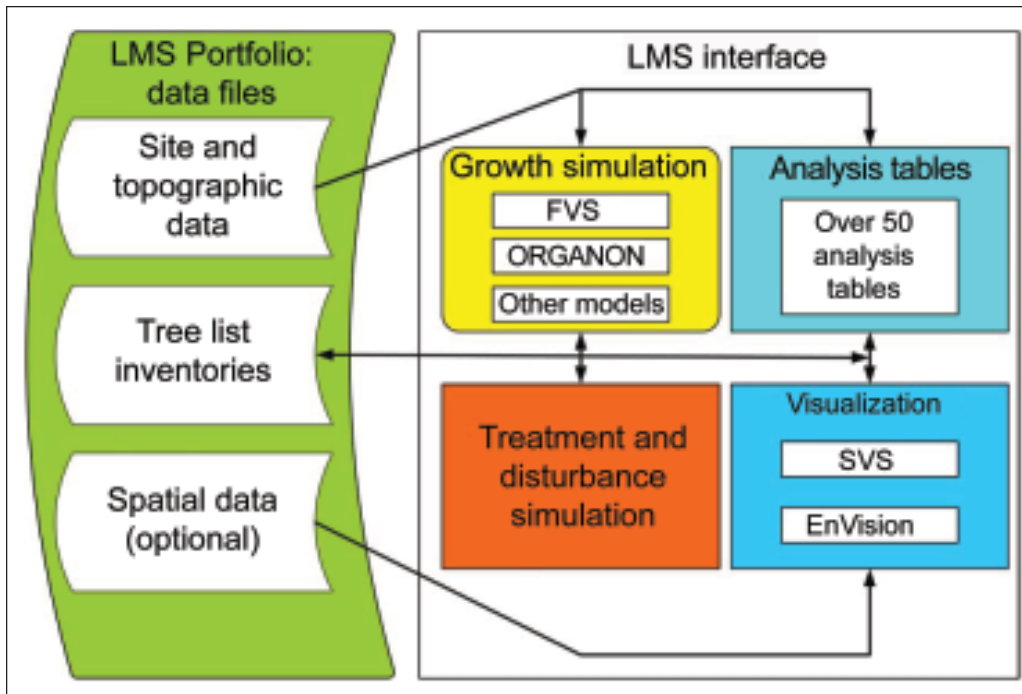 LMS Portfolio:
data files
Site and
topographic
data
Tree list
inventories
Spatial data
(optional)
LMS interface
Growth simulation
FVS
ORGANON
Other models
Analysis tables
Over 50
analysis
tables
Treatment and
disturbance
simulation
Visualization
SVS
EnVision